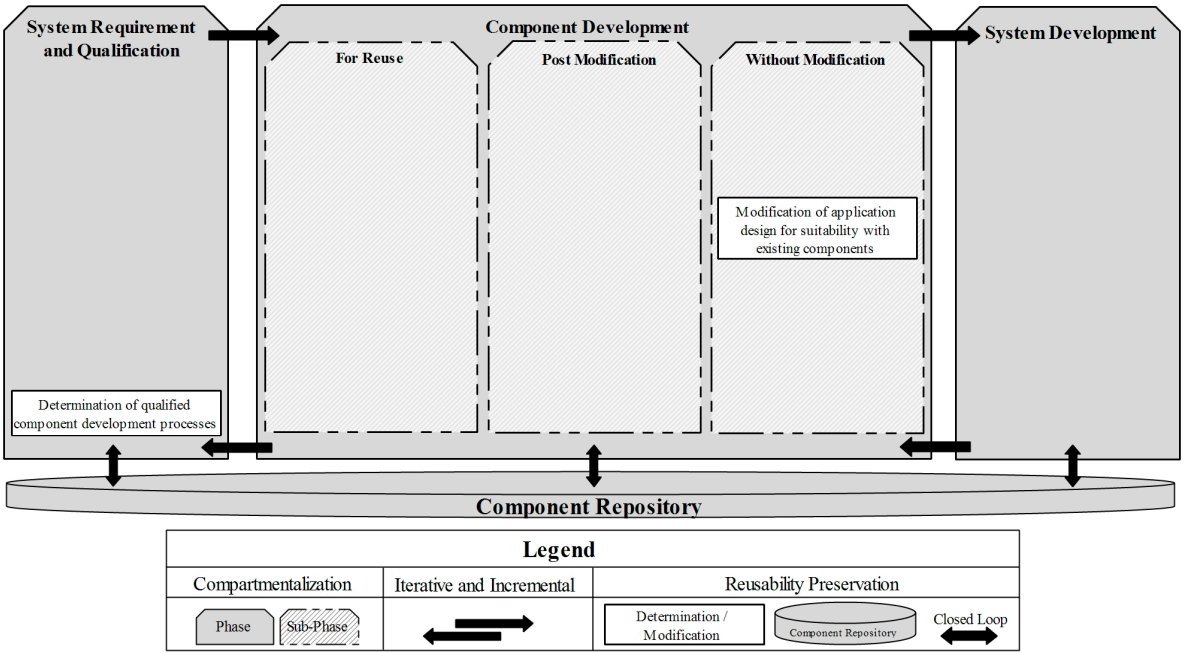 System Requirement
and Qualification
Component Development
System Development
For Reuse
Post Modification
Without Modification
Modification of application
design for suitability with
existing components
Determination of qualified
component development processes
Component Repository
Legend
Compartmentalization
Iterative and Incremental
Reusability Preservation
Phase
Sub-Phase
Determination /
Modification
Component Repository
Closed Loop